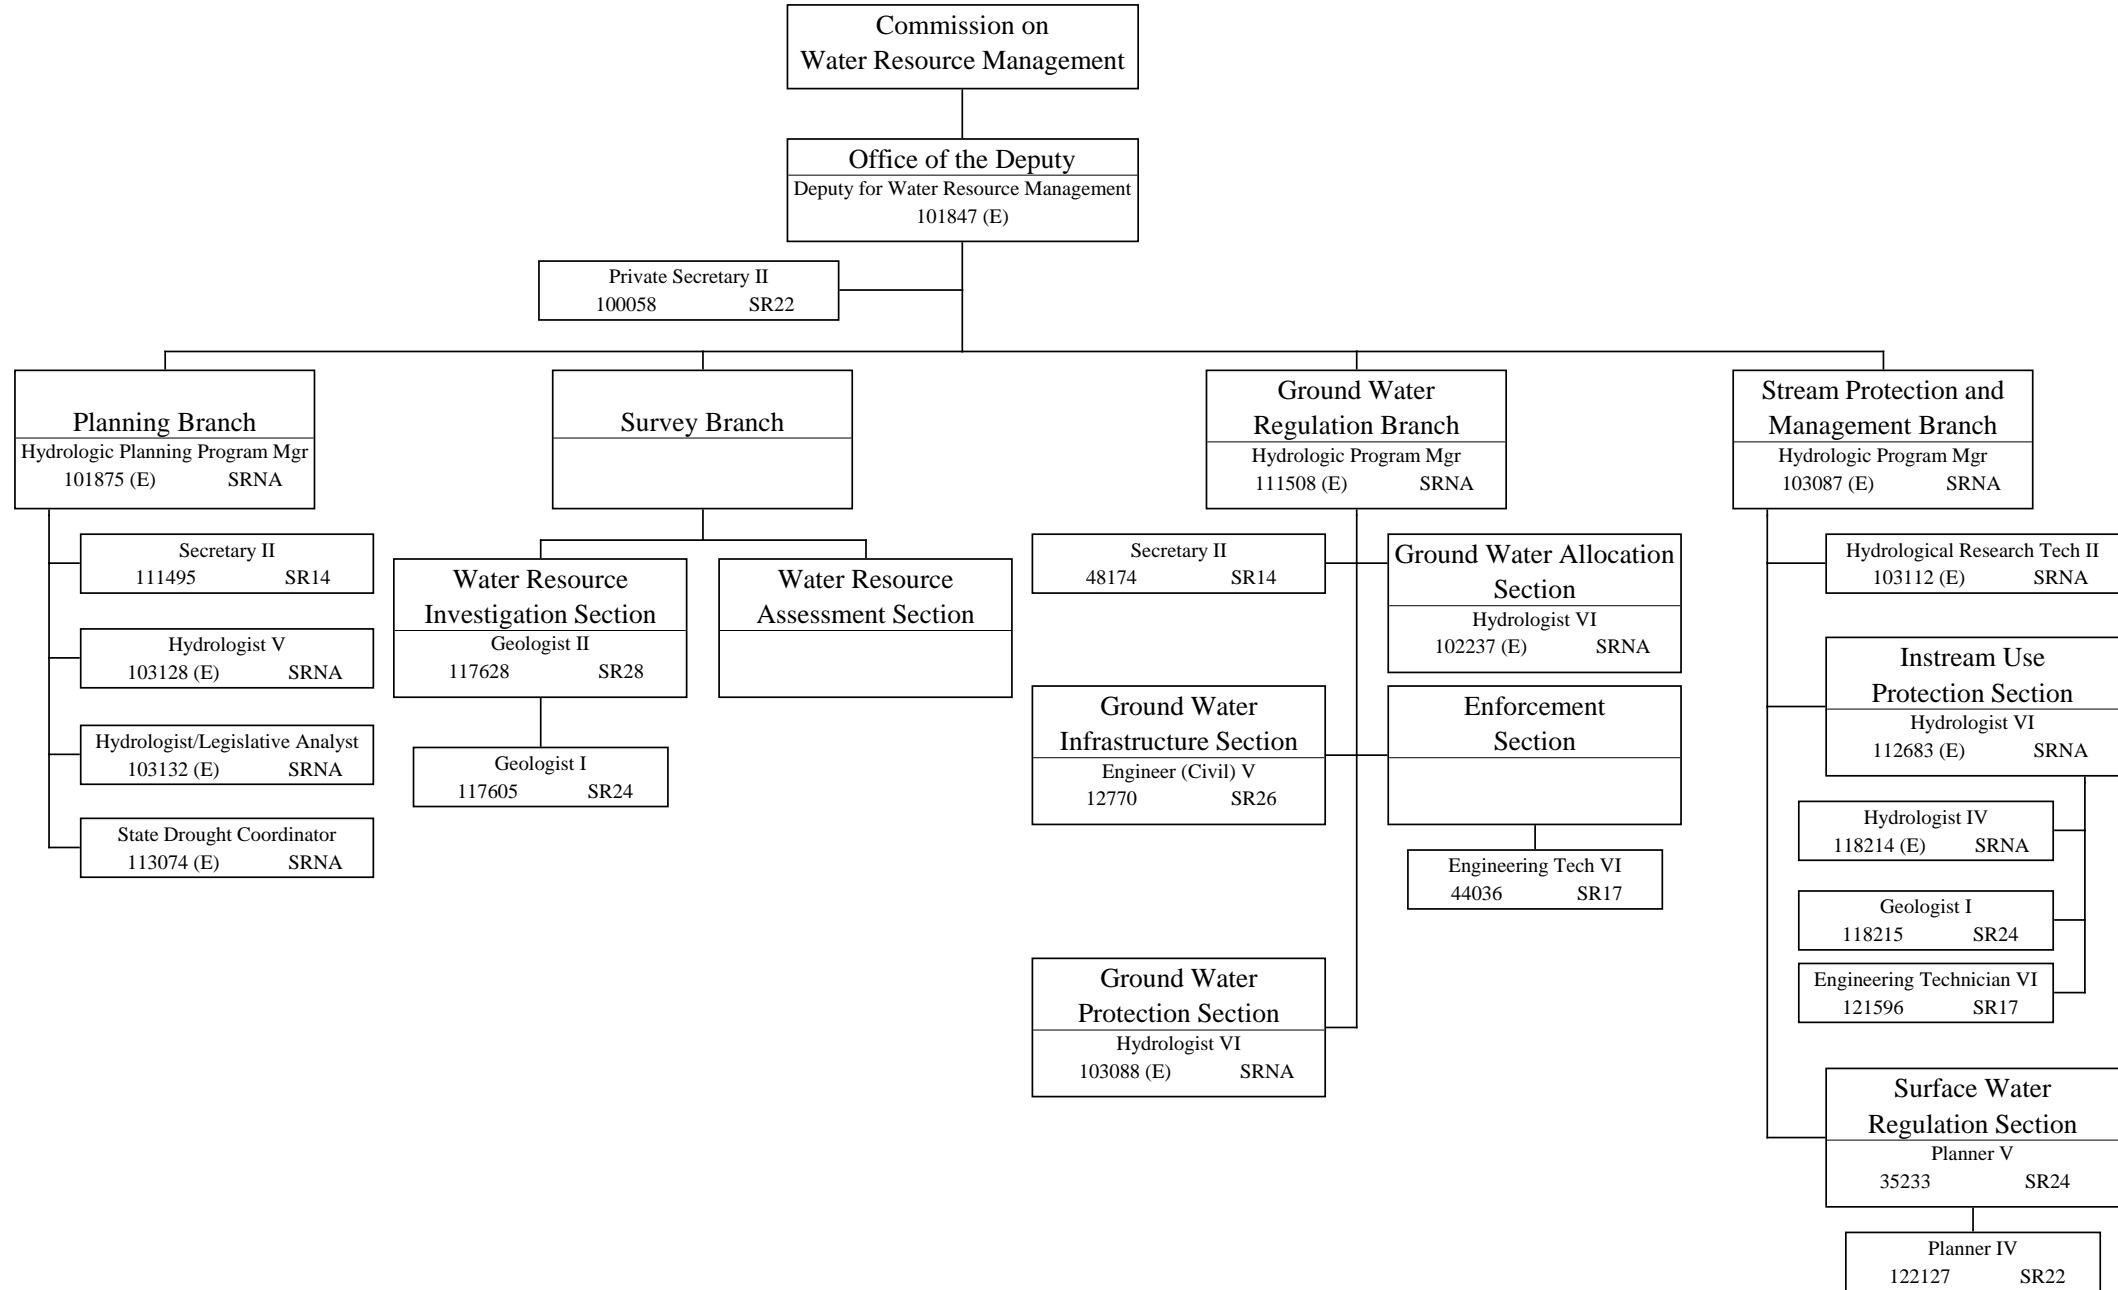 Commission on
Water Resource Management
Office of the Deputy
Deputy for Water Resource Management
101847 (E)
Private Secretary II
100058 SR22
Planning Branch
Hydrologic Planning Program Mgr
101875 (E) SRNA
Secretary II
111495 SR14
Hydrologist V
103128 (E) SRNA
Hydrologist/Legislative Analyst
103132 (E) SRNA
State Drought Coordinator
113074 (E) SRNA
Survey Branch
Water Resource
Investigation Section
Geologist II
117628 SR28
Geologist I
117605 SR24
Water Resource
Assessment Section
Ground Water
Regulation Branch
Hydrologic Program Mgr
111508 (E) SRNA
Secretary II
48174 SR14
Ground Water Allocation
Section
Hydrologist VI
102237 (E) SRNA
Ground Water
Infrastructure Section
Engineer (Civil) V
12770 SR26
Enforcement
Section
Engineering Tech VI
44036 SR17
Ground Water
Protection Section
Hydrologist VI
103088 (E) SRNA
Stream Protection and
Management Branch
Hydrologic Program Mgr
103087 (E) SRNA
Hydrological Research Tech II
103112 (E) SRNA
Instream Use
Protection Section
Hydrologist VI
112683 (E) SRNA
Hydrologist IV
118214 (E) SRNA
Geologist I
118215 SR24
Engineering Technician VI
121596 SR17
Surface Water
Regulation Section
Planner V
35233 SR24
Planner IV
122127 SR22